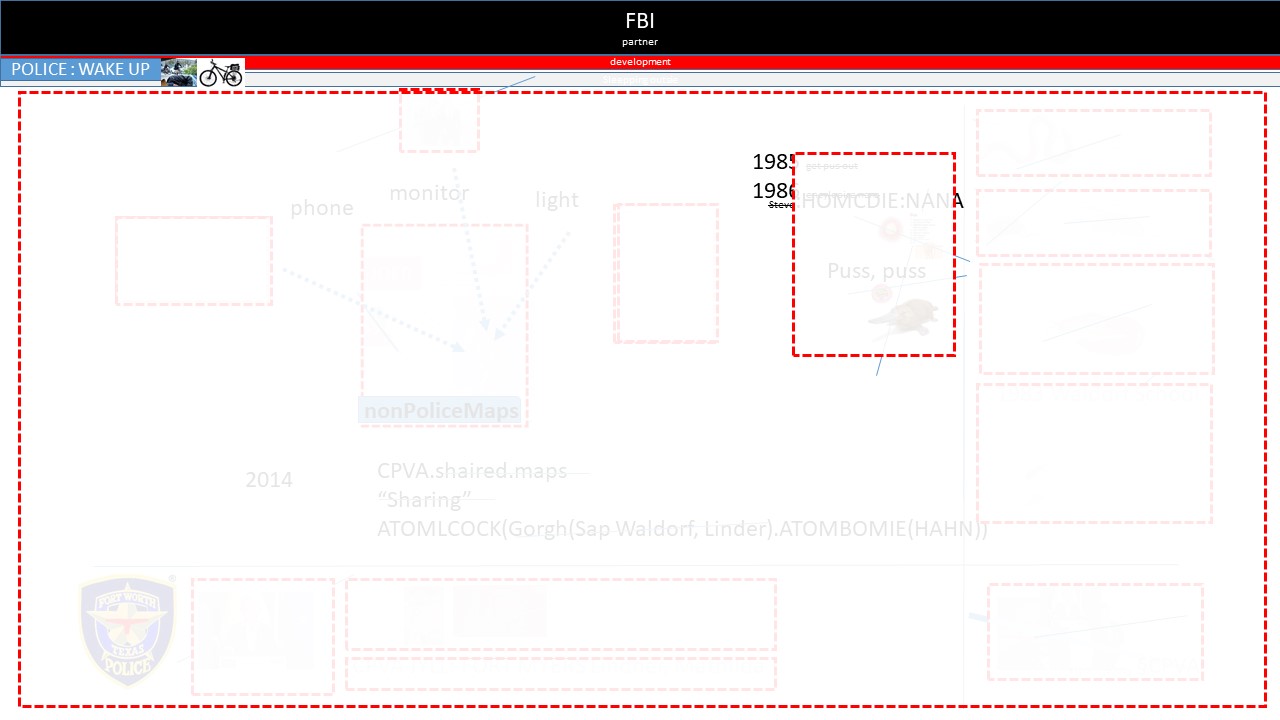 FBI
partner
development
POLICE : WAKE UP
monitor
phone
light
1985
get pus out
1986
:HOMCDIE:NANA
Steve
Puss, puss
nonPoliceMaps
2014
CPVA.shaired.maps
“Sharing”
ATOMLCOCK(Gorgh(Sap Waldorf, Linder).ATOMBOMIE(HAHN))
FORT WORTH
TEXAS
POLICE